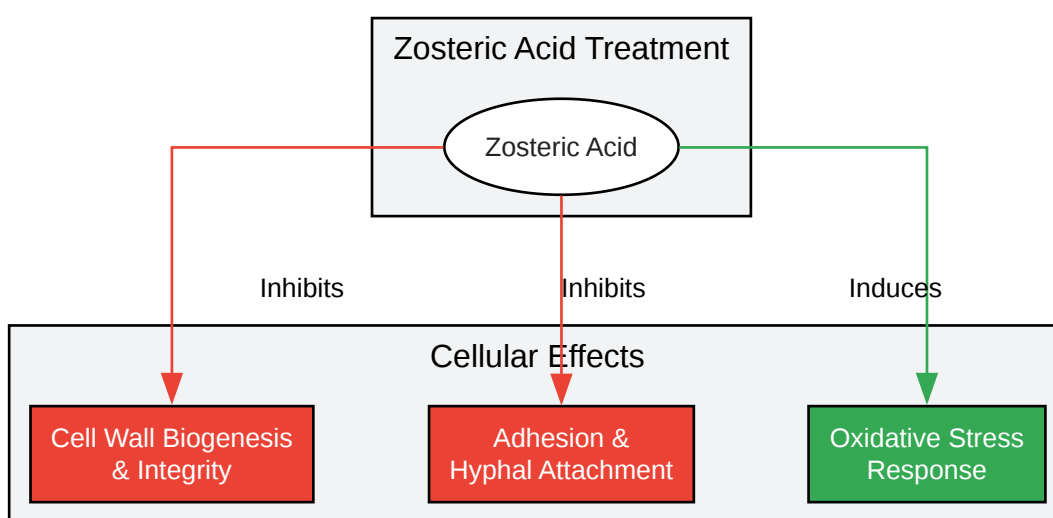 Zosteric Acid Treatment
Zosteric Acid
Inhibits
Inhibits
Induces
Cellular Effects
Cell Wall Biogenesis
& Integrity
Adhesion &
Hyphal Attachment
Oxidative Stress
Response